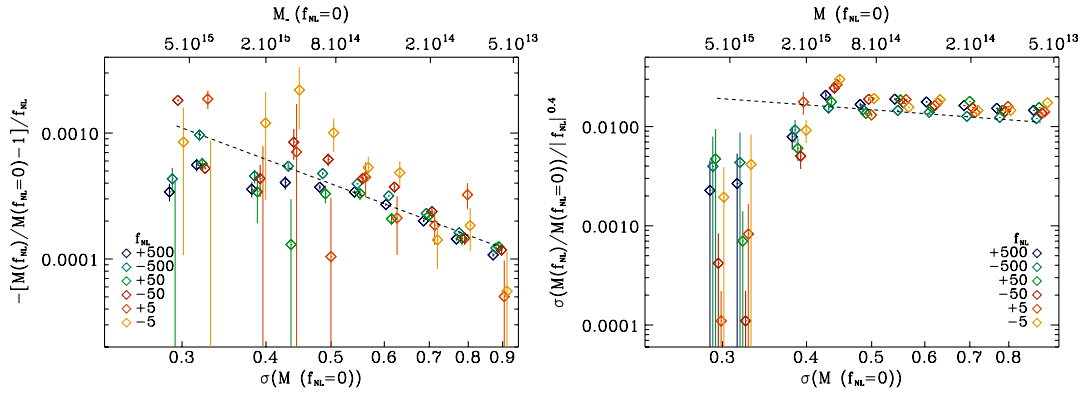 M_ (f_NL=0)
5.10^15 2.10^15 8.10^14 2.10^14 5.10^13
−[M(f_NL)/M(f_NL=0)−1]/f_NL
0.0010
0.0001
f_NL
+500
−500
+50
−50
+5
−5
0.3 0.4 0.5 0.6 0.7 0.8 0.9
σ(M (f_NL=0))
M (f_NL=0)
5.10^15 2.10^15 8.10^14 2.10^14 5.10^13
σ(M(f_NL)/M(f_NL=0))/|f_NL|^0.4
0.0100
0.0010
0.0001
f_NL
+500
−500
+50
−50
+5
−5
0.3 0.4 0.5 0.6 0.7 0.8
σ(M (f_NL=0))